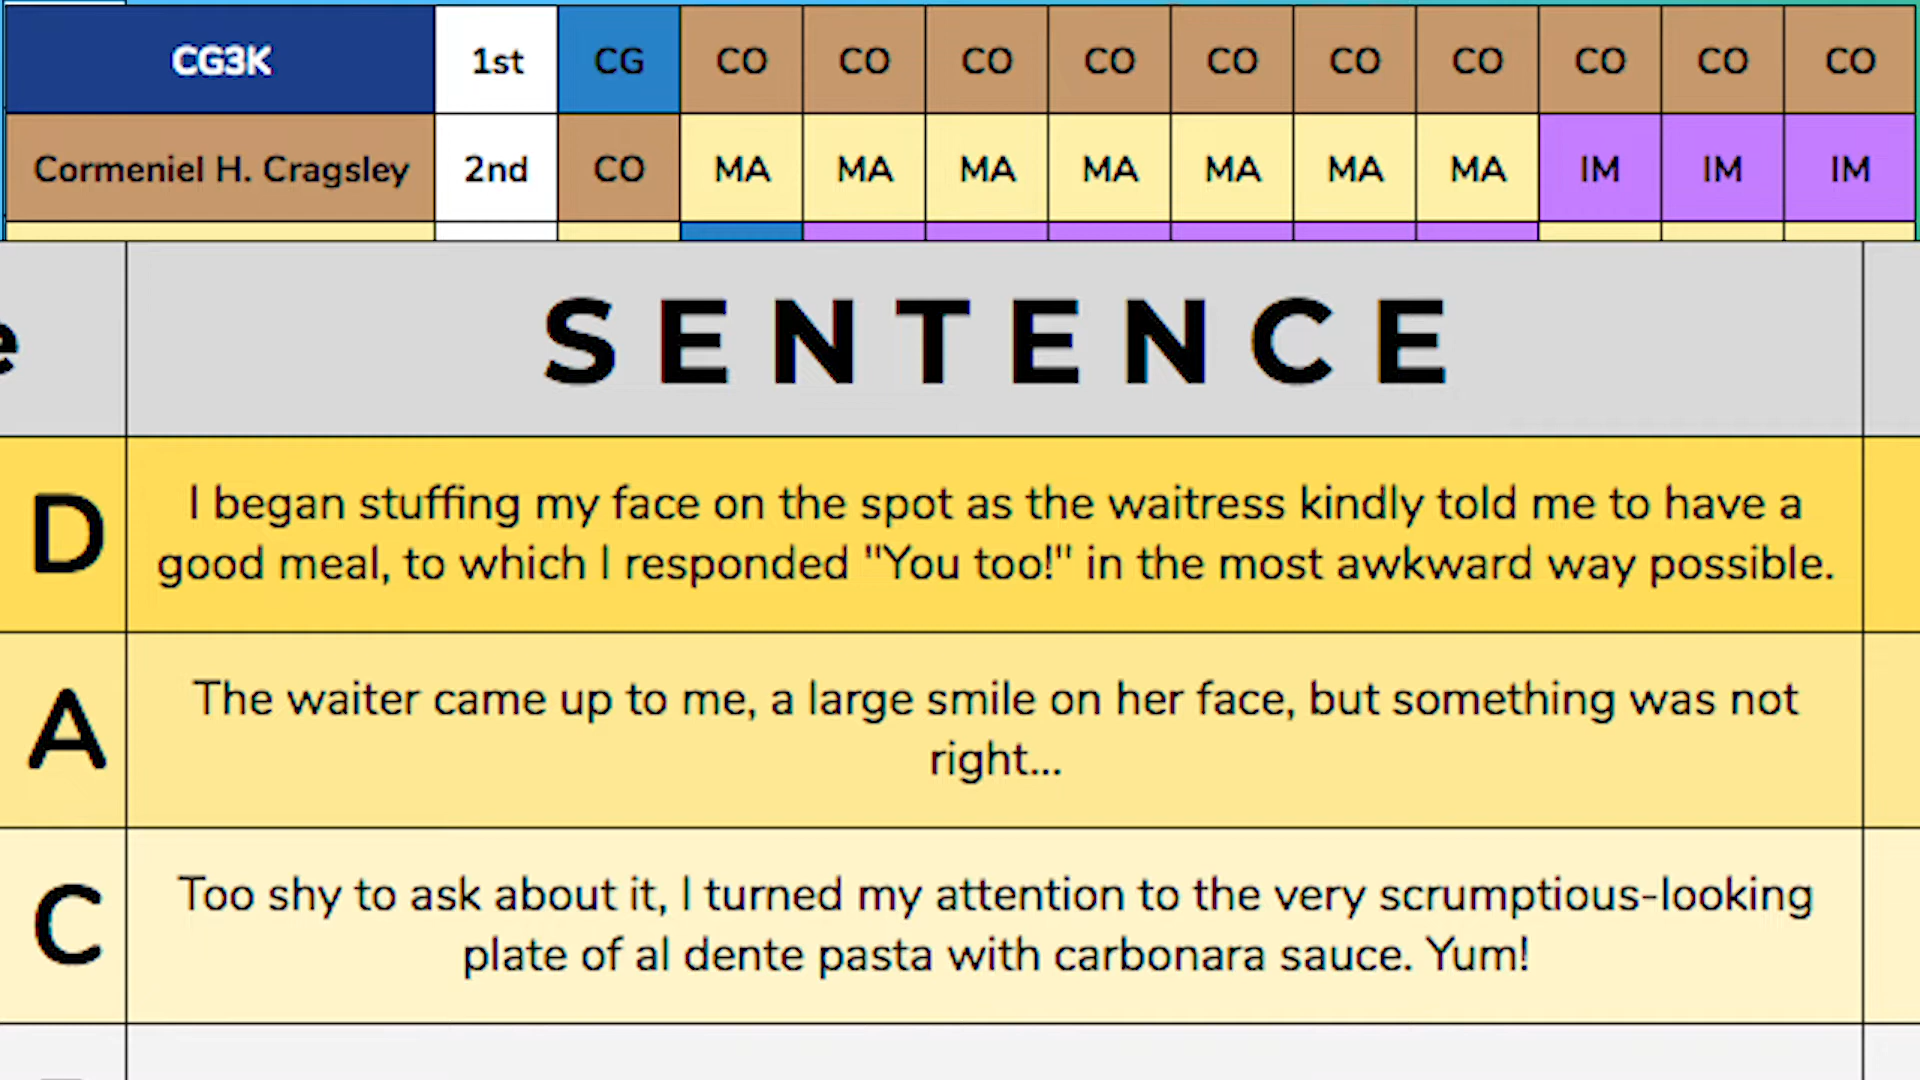 CG3K 1st CG CO CO CO CO CO CO CO CO CO CO
Cormeniel H. Cragsley 2nd CO MA MA MA MA MA MA MA IM IM IM
e SENTENCE
D
I began stuffing my face on the spot as the waitress kindly told me to have a
good meal, to which I responded "You too!" in the most awkward way possible.
A
The waiter came up to me, a large smile on her face, but something was not
right...
C
Too shy to ask about it, I turned my attention to the very scrumptious-looking
plate of al dente pasta with carbonara sauce. Yum!